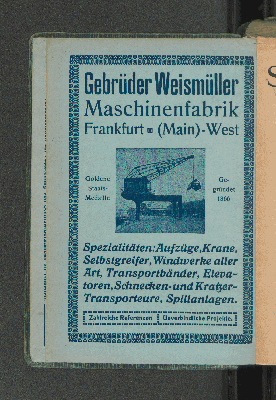 Gebrüder Weismüller
Maschinenfabrik
Frankfurt (Main)-West
Goldene
Staats-
Medaille
Ge-
gründet
1866
Spezialitäten: Aufzüge, Krane,
Selbstgreifer, Windwerke aller
Art, Transportbänder, Eleva-
toren, Schnecken- und Kratzer-
Transporteure, Spillanlagen.
Zahlreiche Referenzen
Unverbindliche Projekte.
S